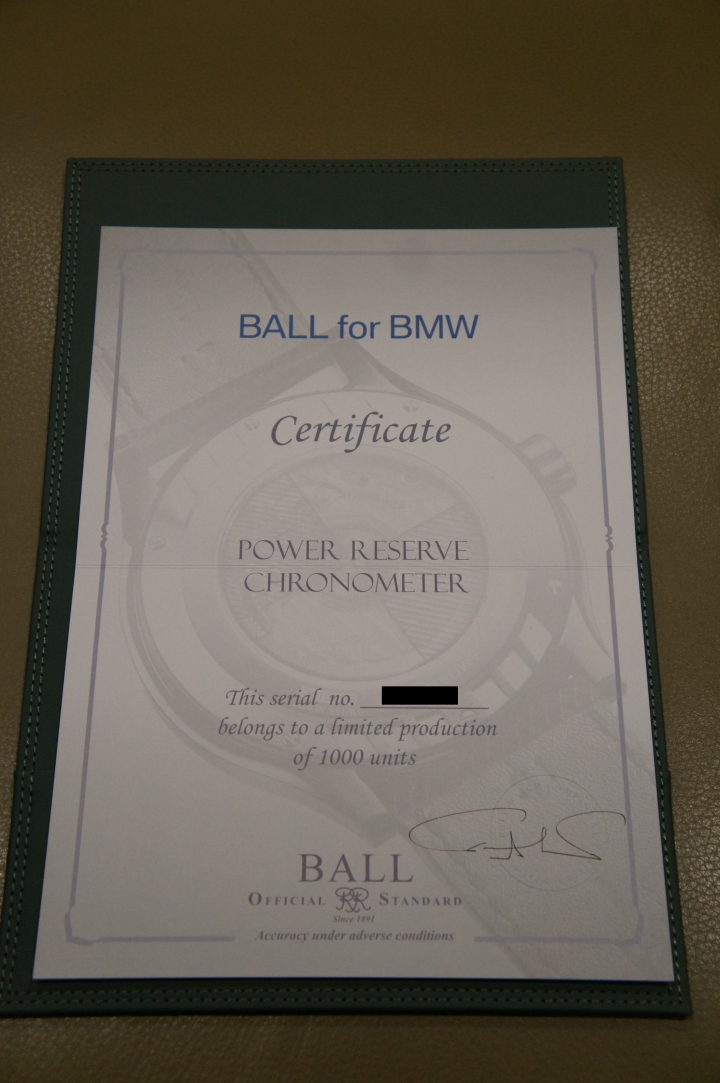 BALL for BMW
Certificate
POWER RESERVE
CHRONOMETER
This serial no.
belongs to a limited production
of 1000 units
BALL
OFFICIAL RR STANDARD
Since 1891
Accuracy under adverse conditions